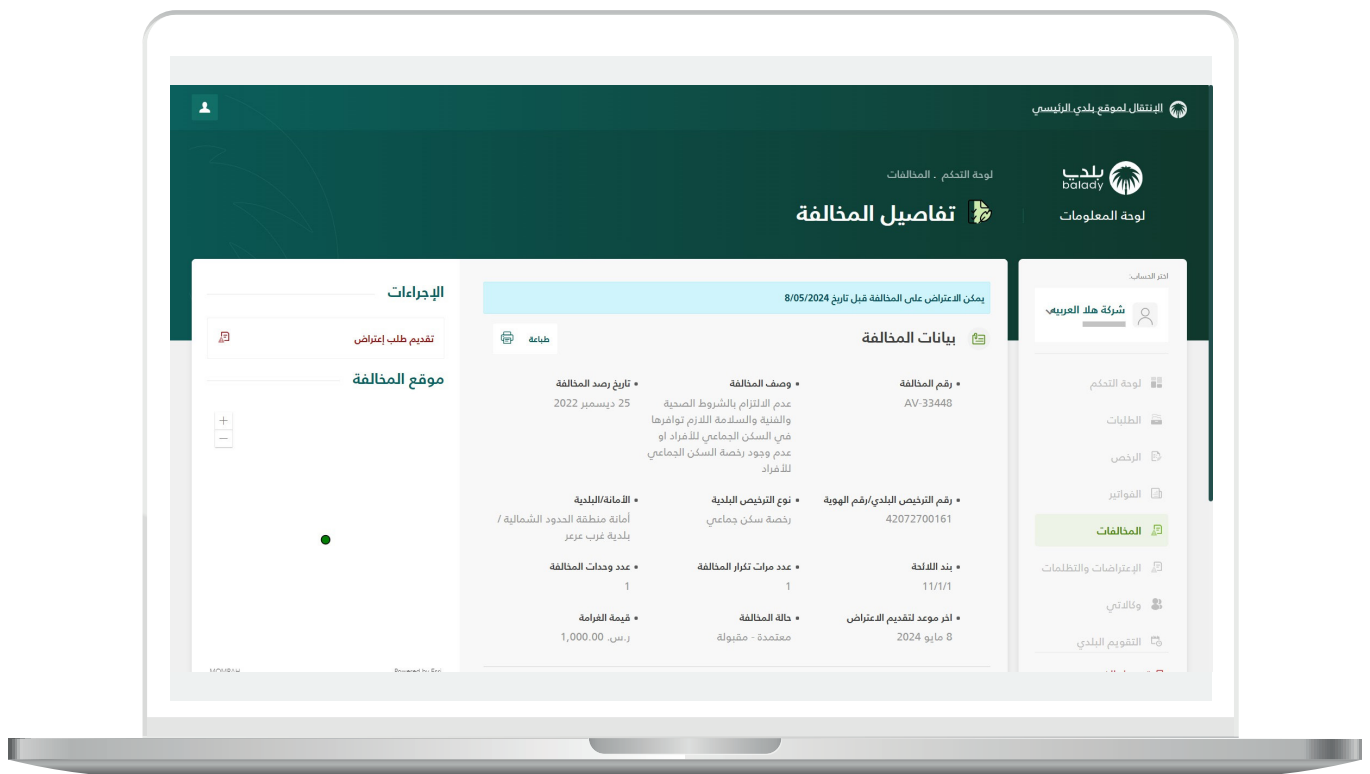 الإنتقال لموقع بلدي الرئيسي
بلدي
balady
لوحة المعلومات
لوحة التحكم . المخالفات
تفاصيل المخالفة
اختر الحساب:
شركة هلا العربيه
لوحة التحكم
الطلبات
الرخص
الفواتير
المخالفات
الإعتراضات والتظلمات
وكالاتي
التقويم البلدي
يمكن الاعتراض على المخالفة قبل تاريخ 8/05/2024
بيانات المخالفة
طباعة
رقم المخالفة
AV-33448
وصف المخالفة
عدم الالتزام بالشروط الصحية
والفنية والسلامة اللازم توافرها
في السكن الجماعي للأفراد او
عدم وجود رخصة السكن الجماعي
للأفراد
تاريخ رصد المخالفة
25 ديسمبر 2022
رقم الترخيص البلدي/رقم الهوية
42072700161
نوع الترخيص البلدية
رخصة سكن جماعي
الأمانة/البلدية
أمانة منطقة الحدود الشمالية /
بلدية غرب عرعر
بند اللائحة
11/1/1
عدد مرات تكرار المخالفة
1
عدد وحدات المخالفة
1
اخر موعد لتقديم الاعتراض
8 مايو 2024
حالة المخالفة
معتمدة - مقبولة
قيمة الغرامة
ر.س. 1,000.00
الإجراءات
تقديم طلب إعتراض
موقع المخالفة
+
−